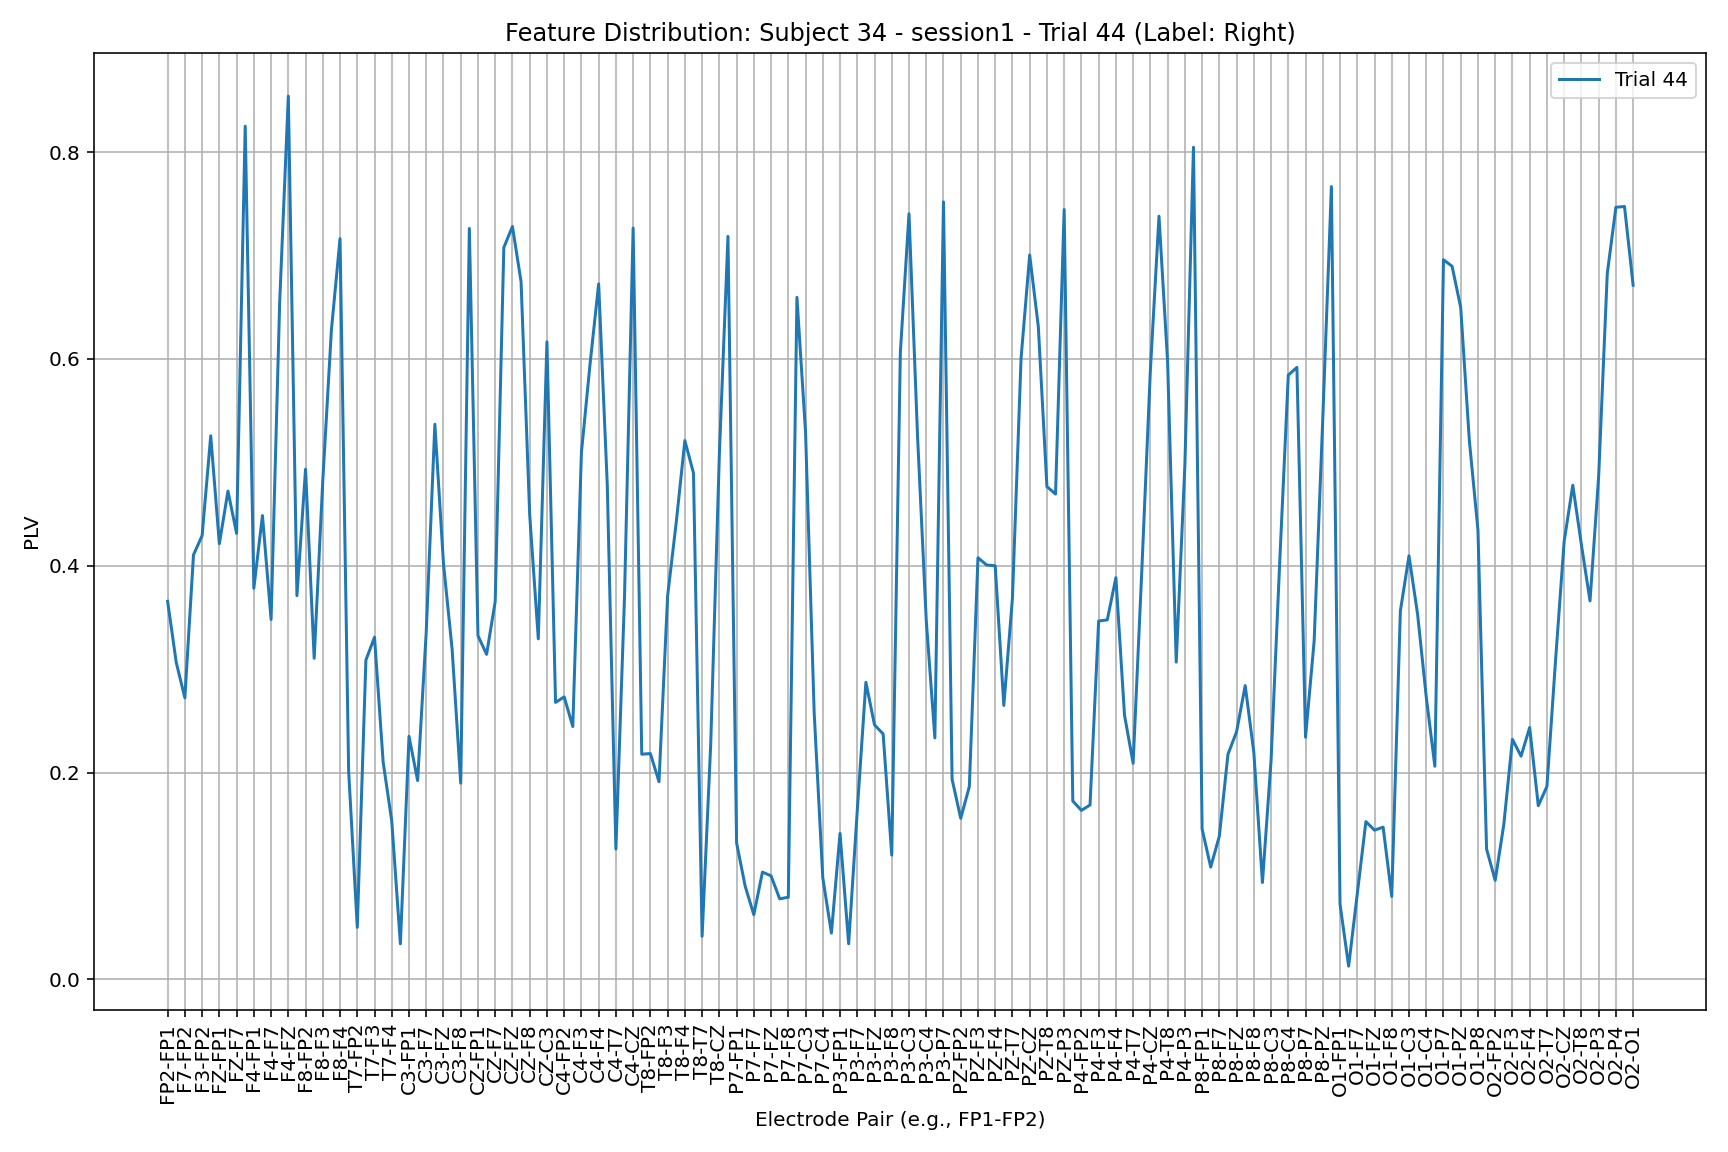 Feature Distribution: Subject 34 - session1 - Trial 44 (Label: Right)
Trial 44
PLV
0.8
0.6
0.4
0.2
0.0
FP2-FP1
F7-FP2
F3-FP2
FZ-FP1
FZ-F7
F4-FP1
F4-F7
F4-FZ
F8-FP2
F8-F3
F8-F4
T7-FP2
T7-F3
T7-F4
C3-FP1
C3-F7
C3-FZ
C3-F8
CZ-FP1
CZ-F7
CZ-FZ
CZ-F8
CZ-C3
C4-FP2
C4-F3
C4-F4
C4-T7
C4-CZ
T8-FP2
T8-F3
T8-F4
T8-T7
T8-CZ
P7-FP1
P7-F7
P7-FZ
P7-F8
P7-C3
P7-C4
P3-FP1
P3-F7
P3-FZ
P3-F8
P3-C3
P3-C4
P3-P7
PZ-FP2
PZ-F3
PZ-F4
PZ-T7
PZ-CZ
PZ-T8
PZ-P3
P4-FP2
P4-F3
P4-F4
P4-T7
P4-CZ
P4-T8
P4-P3
P8-FP1
P8-F7
P8-FZ
P8-F8
P8-C3
P8-C4
P8-P7
P8-PZ
O1-FP1
O1-F7
O1-FZ
O1-F8
O1-C3
O1-C4
O1-P7
O1-PZ
O1-P8
O2-FP2
O2-F3
O2-F4
O2-T7
O2-CZ
O2-T8
O2-P3
O2-P4
O2-O1
Electrode Pair (e.g., FP1-FP2)